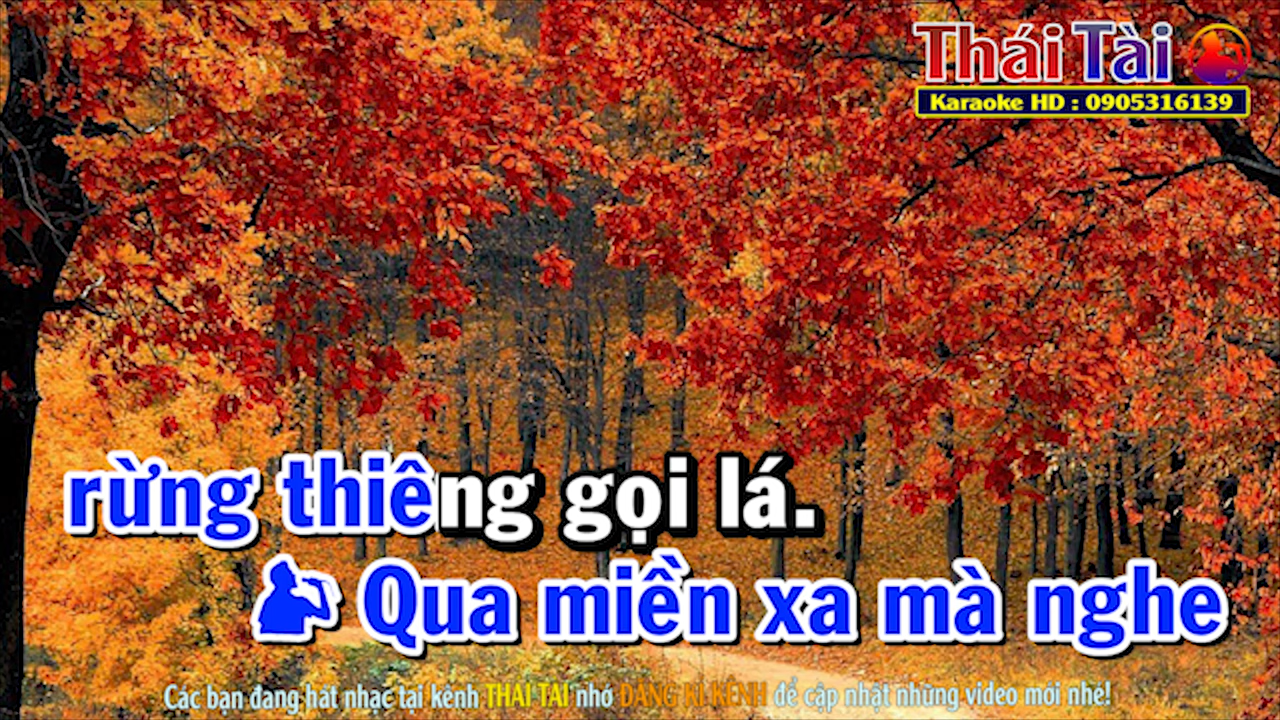 Thái Tài
Karaoke HD : 0905316139
rừng thiêng gọi lá.
Qua miền xa mà nghe
Các bạn đang hát nhạc tại kênh THÁI TÀI nhớ ĐĂNG KÍ KÊNH để cập nhật những video mới nhé!